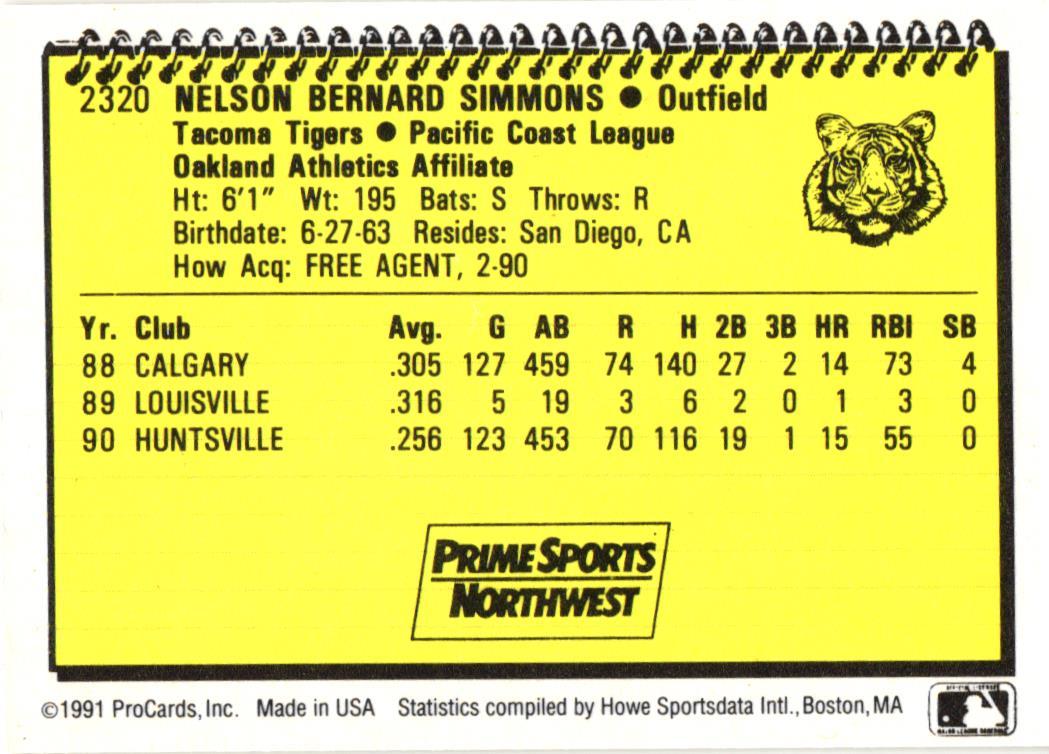 2320 NELSON BERNARD SIMMONS ● Outfield
Tacoma Tigers ● Pacific Coast League
Oakland Athletics Affiliate
Ht: 6'1" Wt: 195 Bats: S Throws: R
Birthdate: 6-27-63 Resides: San Diego, CA
How Acq: FREE AGENT, 2-90
Yr. Club Avg. G AB R H 2B 3B HR RBI SB
88 CALGARY .305 127 459 74 140 27 2 14 73 4
89 LOUISVILLE .316 5 19 3 6 2 0 1 3 0
90 HUNTSVILLE .256 123 453 70 116 19 1 15 55 0
PRIME SPORTS
NORTHWEST
©1991 ProCards, Inc. Made in USA Statistics compiled by Howe Sportsdata Intl., Boston, MA